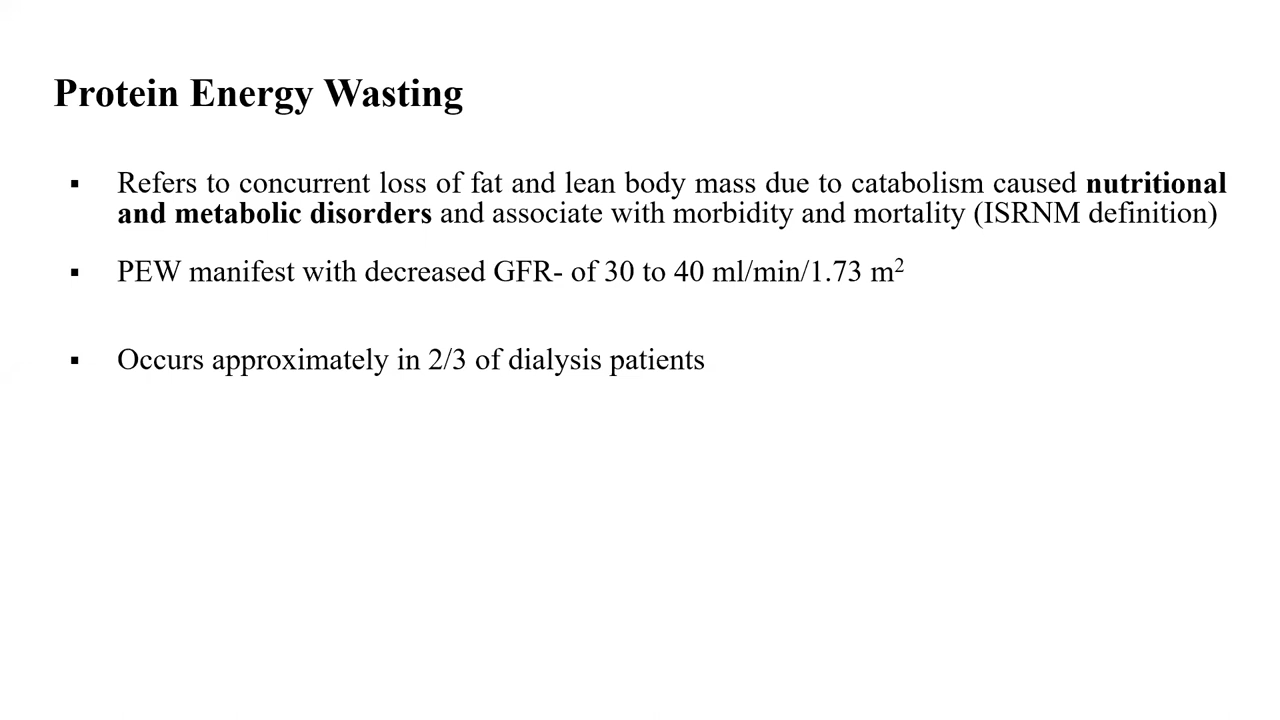 Protein Energy Wasting
▪ Refers to concurrent loss of fat and lean body mass due to catabolism caused nutritional
and metabolic disorders and associate with morbidity and mortality (ISRNM definition)
▪ PEW manifest with decreased GFR- of 30 to 40 ml/min/1.73 m²
▪ Occurs approximately in 2/3 of dialysis patients